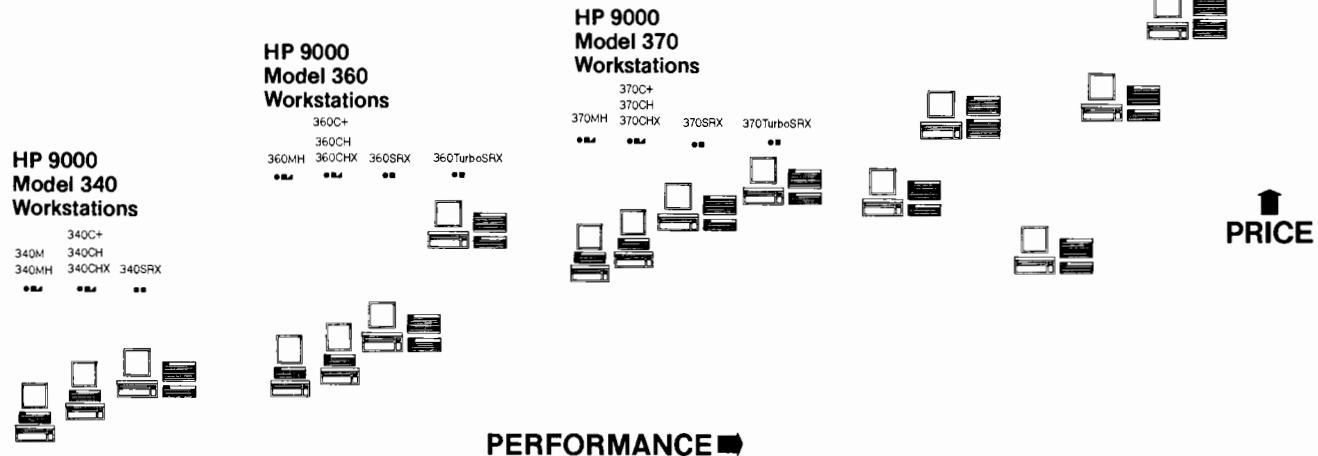 HP 9000
Model 340
Workstations
340C+
340M 340CH
340MH 340CHX 340SRX
HP 9000
Model 360
Workstations
360C+
360CH
360MH 360CHX 360SRX 360TurboSRX
HP 9000
Model 370
Workstations
370C+
370CH
370MH 370CHX 370SRX 370TurboSRX
PRICE
PERFORMANCE